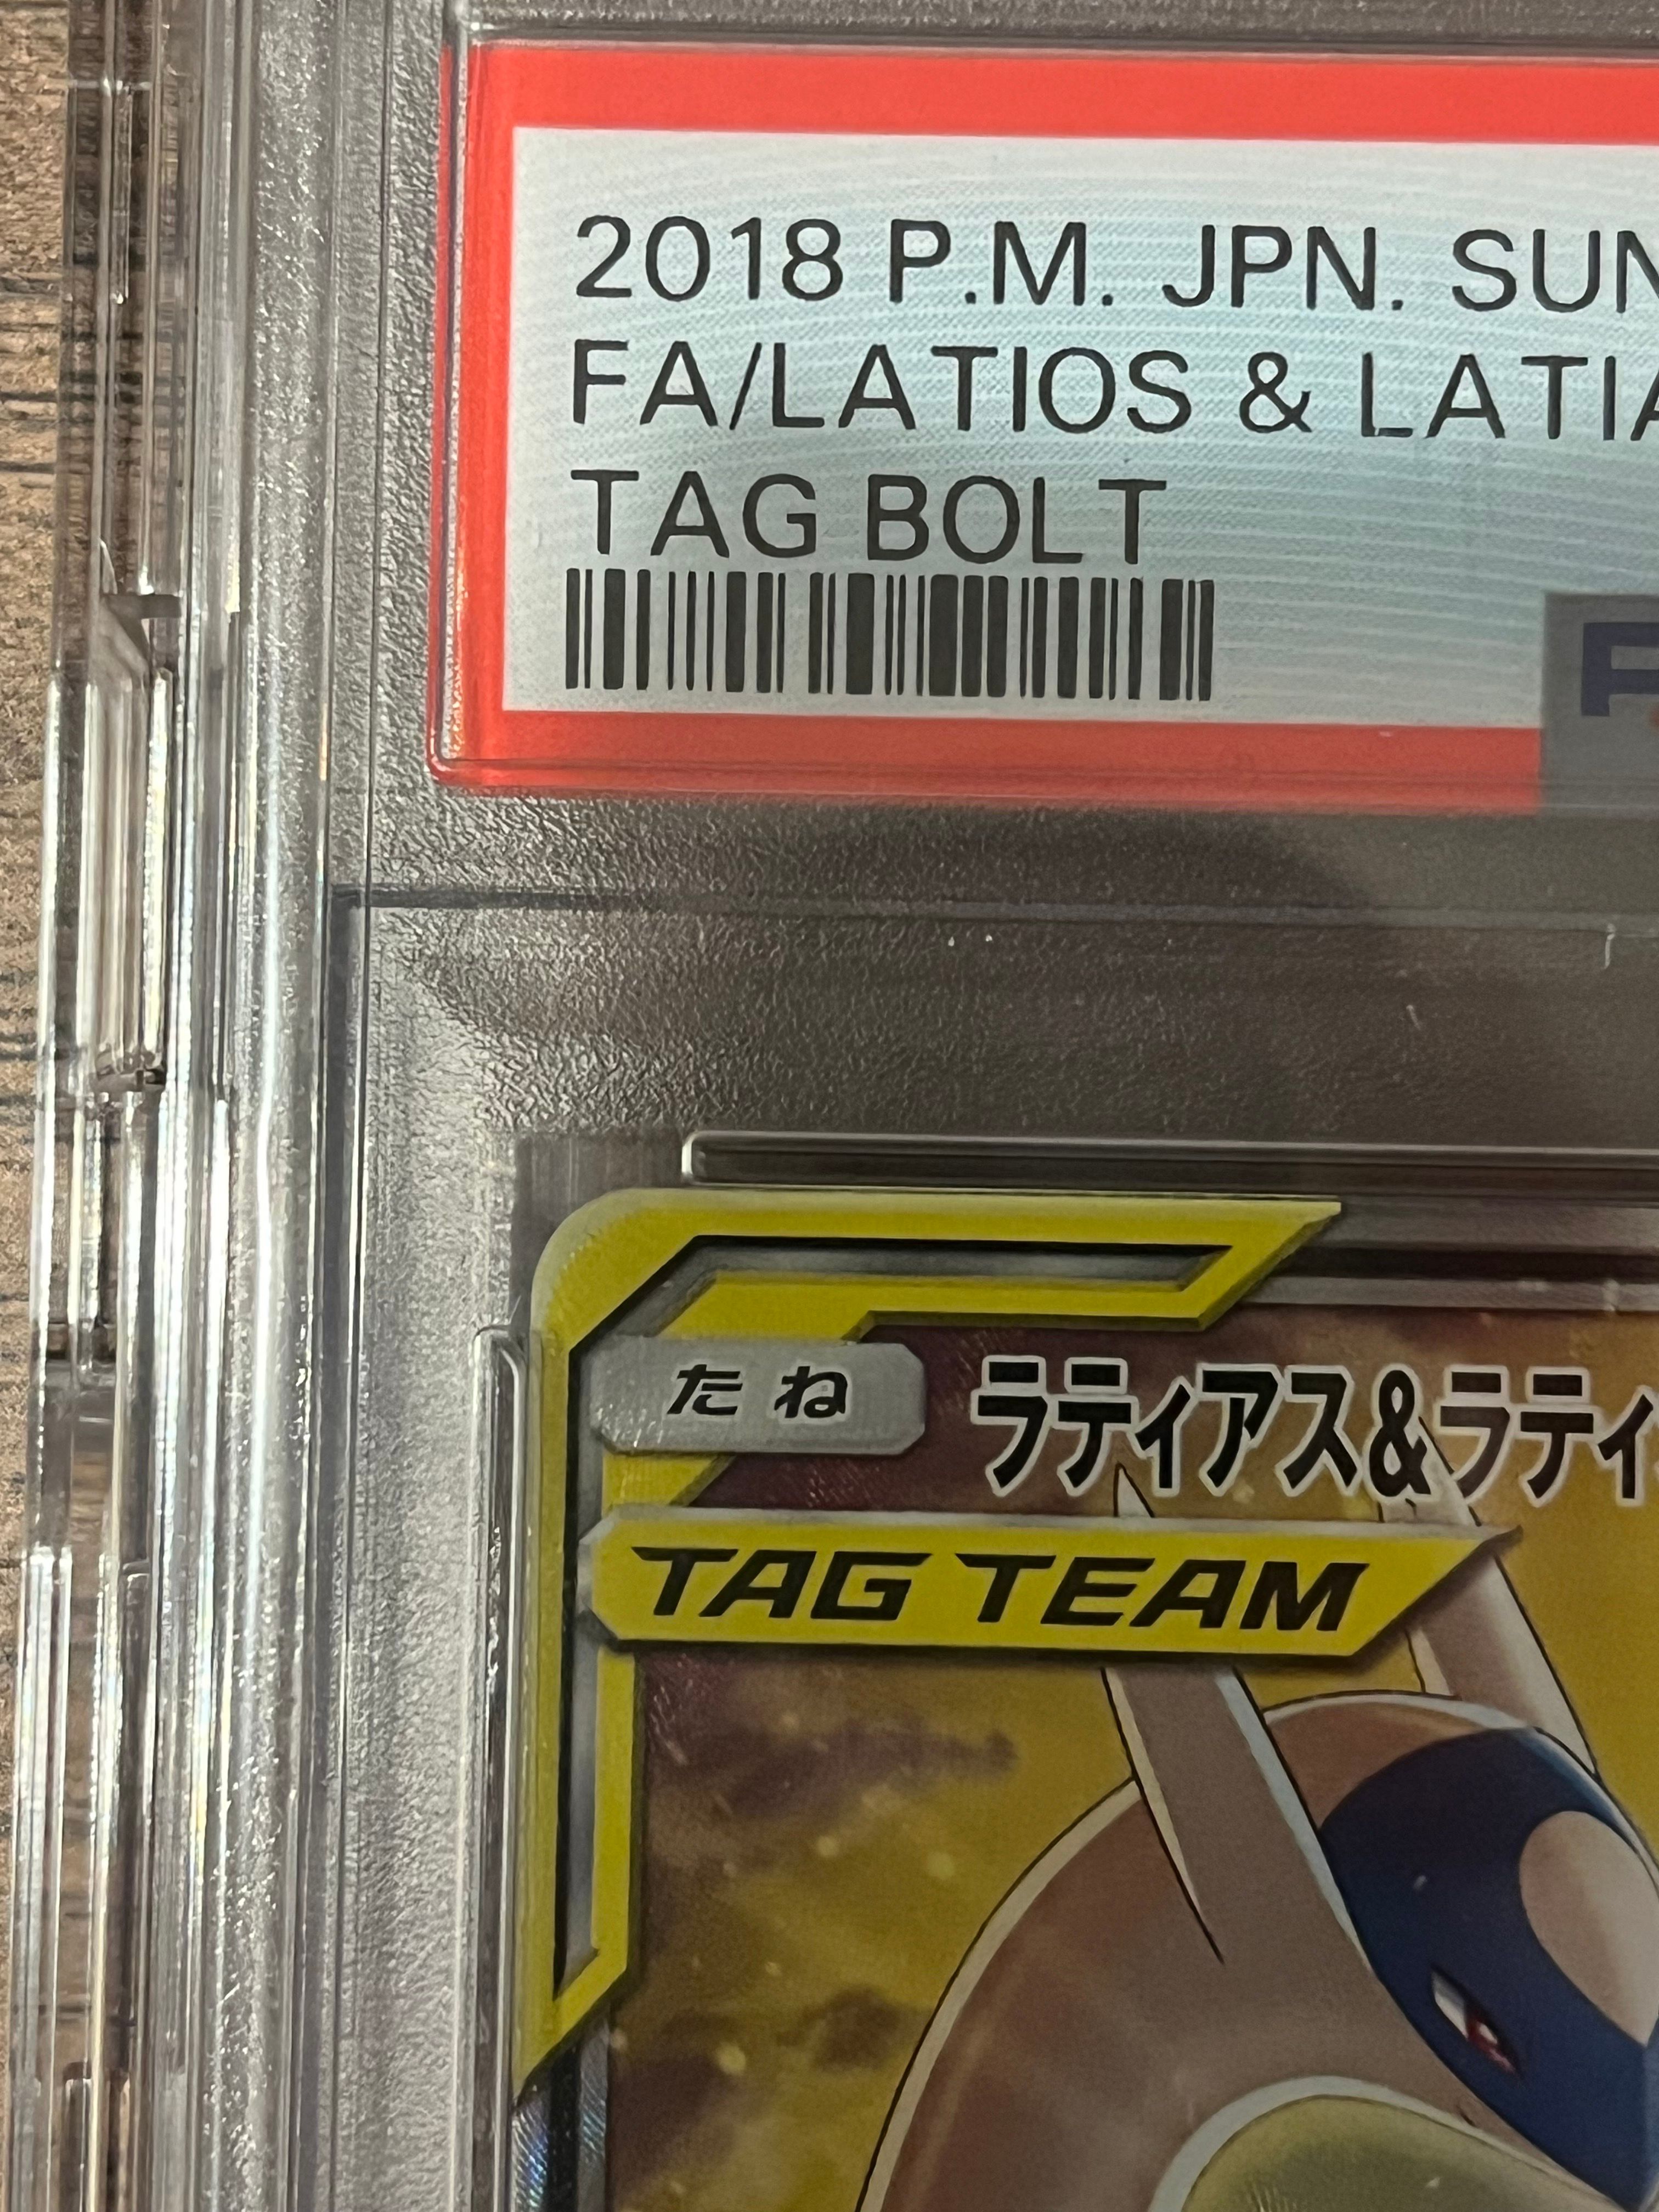 2018 P.M. JPN. SUN
FA/LATIOS & LATIA
TAG BOLT
たね
ラティアス&ラティ
TAG TEAM